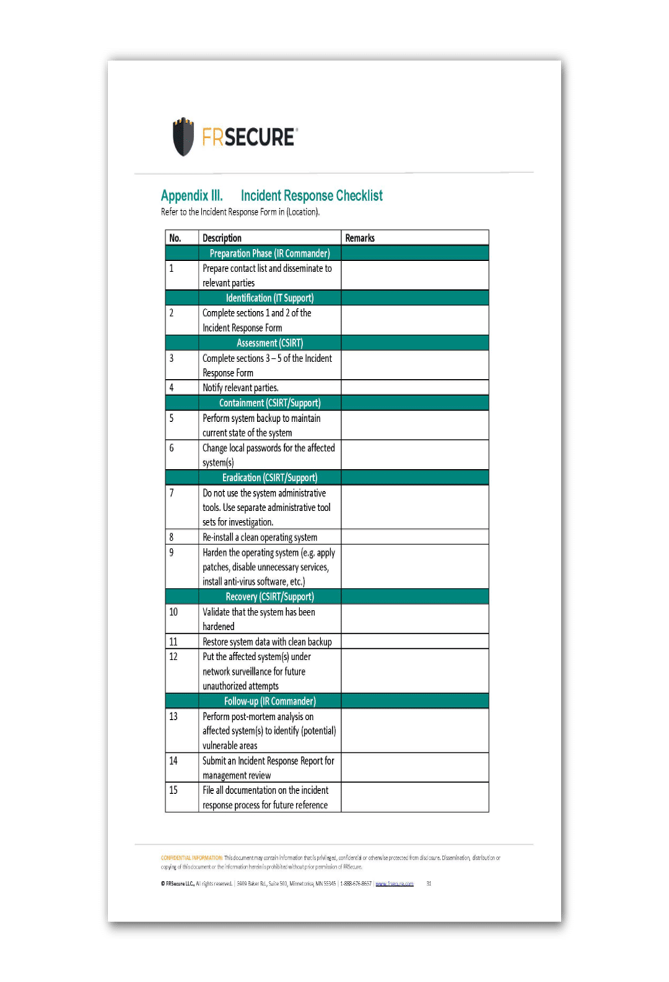 FRSECURE®
Appendix III. Incident Response Checklist
Refer to the Incident Response Form in (Location).
No. Description Remarks
Preparation Phase (IR Commander)
1 Prepare contact list and disseminate to
relevant parties
Identification (IT Support)
2 Complete sections 1 and 2 of the
Incident Response Form
Assessment (CSIRT)
3 Complete sections 3 – 5 of the Incident
Response Form
4 Notify relevant parties.
Containment (CSIRT/Support)
5 Perform system backup to maintain
current state of the system
6 Change local passwords for the affected
system(s)
Eradication (CSIRT/Support)
7 Do not use the system administrative
tools. Use separate administrative tool
sets for investigation.
8 Re-install a clean operating system
9 Harden the operating system (e.g. apply
patches, disable unnecessary services,
install anti-virus software, etc.)
Recovery (CSIRT/Support)
10 Validate that the system has been
hardened
11 Restore system data with clean backup
12 Put the affected system(s) under
network surveillance for future
unauthorized attempts
Follow-up (IR Commander)
13 Perform post-mortem analysis on
affected system(s) to identify (potential)
vulnerable areas
14 Submit an Incident Response Report for
management review
15 File all documentation on the incident
response process for future reference
CONFIDENTIAL INFORMATION: This document may contain information that is privileged, confidential or otherwise protected from disclosure. Dissemination, distribution or
copying of this document or the information herein is prohibited without prior permission of FRSecure.
© FRSecure LLC., All rights reserved. | Baker Rd., Suite 500, Minnetonka, MN 55345 | 1-888-676-8657 | www.frsecure.com